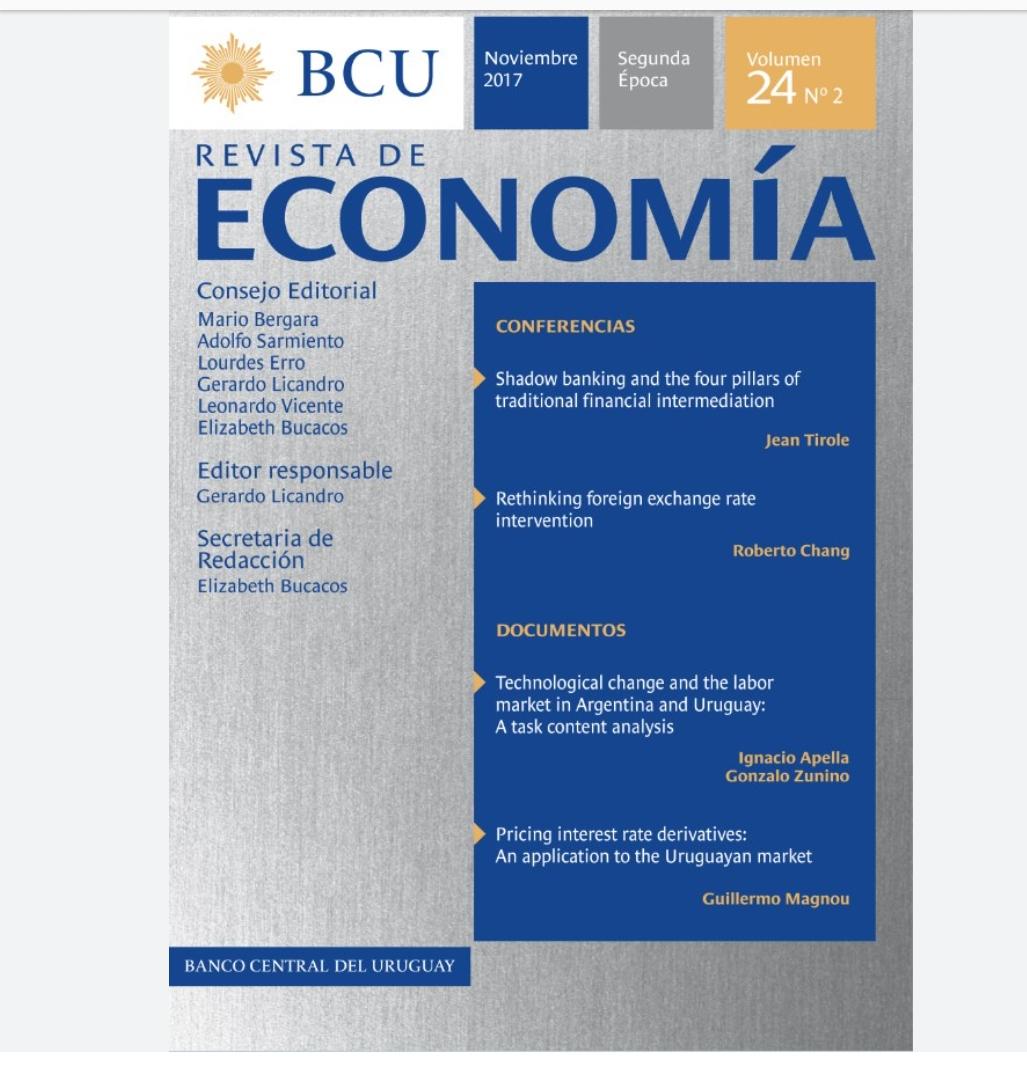 BCU
Noviembre
2017
Segunda
Época
Volumen
24 Nº 2
REVISTA DE
ECONOMÍA
Consejo Editorial
Mario Bergara
Adolfo Sarmiento
Lourdes Erro
Gerardo Licandro
Leonardo Vicente
Elizabeth Bucacos
Editor responsable
Gerardo Licandro
Secretaria de
Redacción
Elizabeth Bucacos
CONFERENCIAS
Shadow banking and the four pillars of
traditional financial intermediation
Jean Tirole
Rethinking foreign exchange rate
intervention
Roberto Chang
DOCUMENTOS
Technological change and the labor
market in Argentina and Uruguay:
A task content analysis
Ignacio Apella
Gonzalo Zunino
Pricing interest rate derivatives:
An application to the Uruguayan market
Guillermo Magnou
BANCO CENTRAL DEL URUGUAY